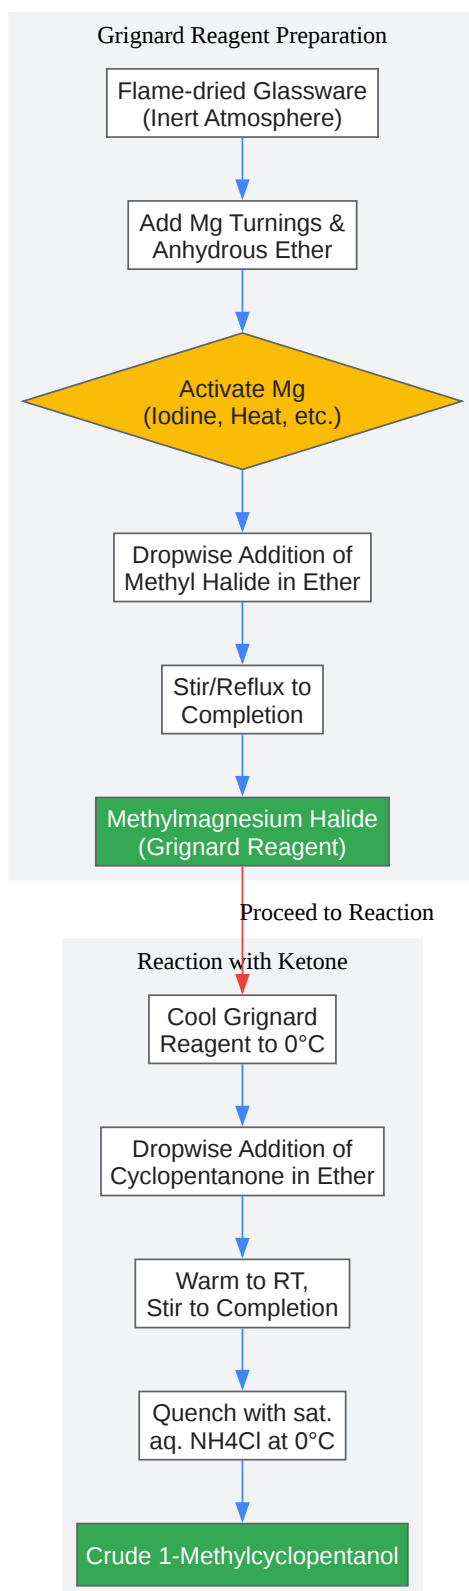 Grignard Reagent Preparation
Flame-dried Glassware
(Inert Atmosphere)
Add Mg Turnings &
Anhydrous Ether
Activate Mg
(Iodine, Heat, etc.)
Dropwise Addition of
Methyl Halide in Ether
Stir/Reflux to
Completion
Methylmagnesium Halide
(Grignard Reagent)
Proceed to Reaction
Reaction with Ketone
Cool Grignard
Reagent to 0°C
Dropwise Addition of
Cyclopentanone in Ether
Warm to RT,
Stir to Completion
Quench with sat.
aq. NH4Cl at 0°C
Crude 1-Methylcyclopentanol